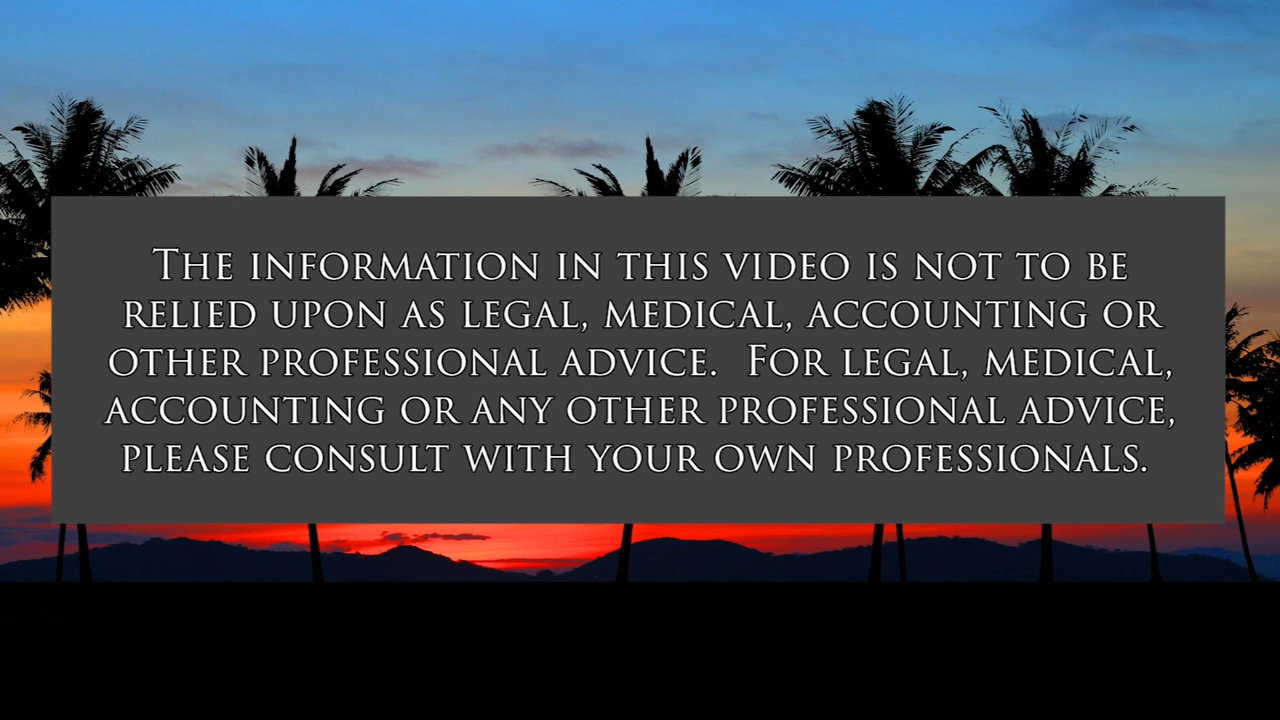 The information in this video is not to be
relied upon as legal, medical, accounting or
other professional advice.  For legal, medical,
accounting or any other professional advice,
please consult with your own professionals.